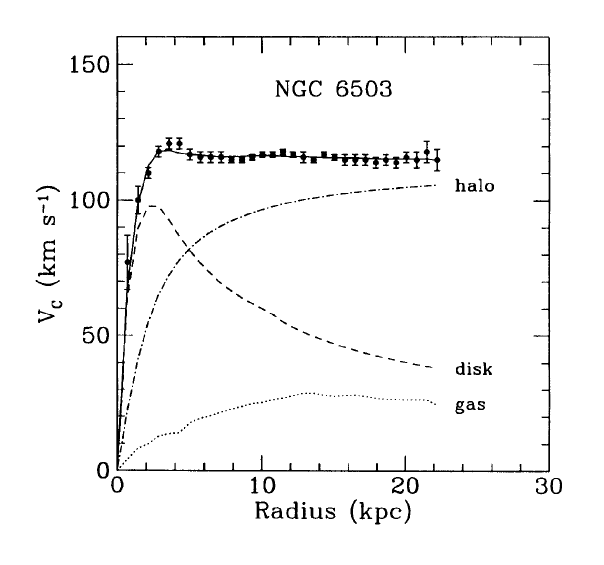 NGC 6503
150
100
50
0
V_c (km s⁻¹)
halo
disk
gas
0 10 20 30
Radius (kpc)